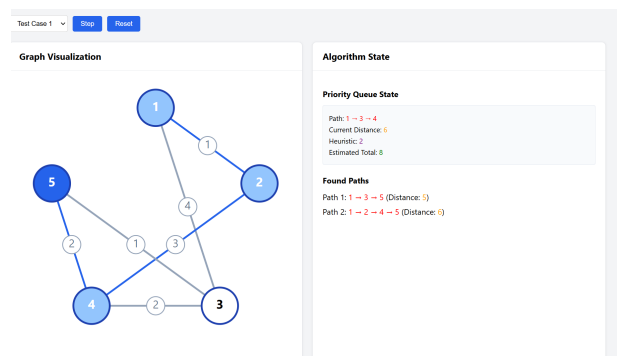 Test Case 1 Step Reset
Graph Visualization
1
1
2
5
4
2
1
3
4
2
3
Algorithm State
Priority Queue State
Path: 1 → 3 → 4
Current Distance: 6
Heuristic: 2
Estimated Total: 8
Found Paths
Path 1: 1 → 3 → 5 (Distance: 5)
Path 2: 1 → 2 → 4 → 5 (Distance: 6)